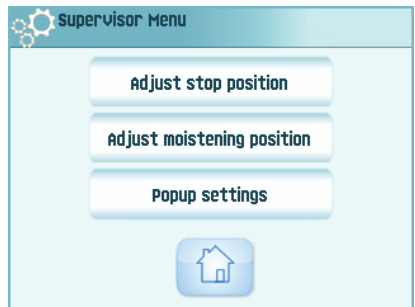 Supervisor Menu
Adjust stop position
Adjust moistening position
Popup settings